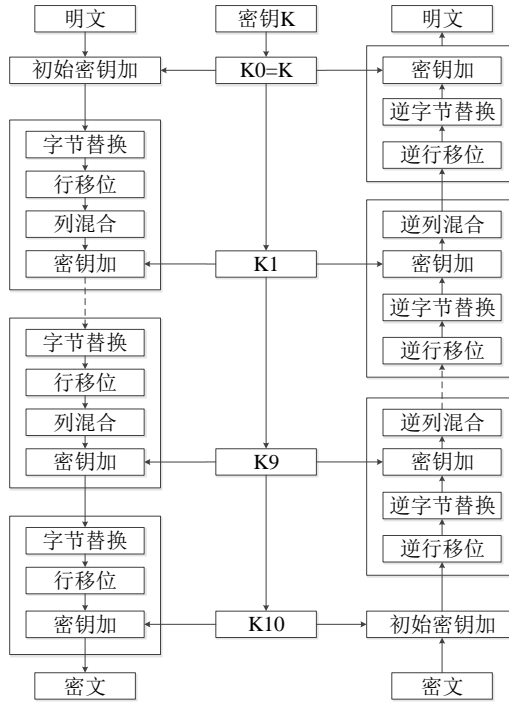 明文
初始密钥加
字节替换
行移位
列混合
密钥加
字节替换
行移位
列混合
密钥加
字节替换
行移位
密钥加
密文
密钥K
K0=K
K1
K9
K10
明文
密钥加
逆字节替换
逆行移位
逆列混合
密钥加
逆字节替换
逆行移位
逆列混合
密钥加
逆字节替换
逆行移位
初始密钥加
密文